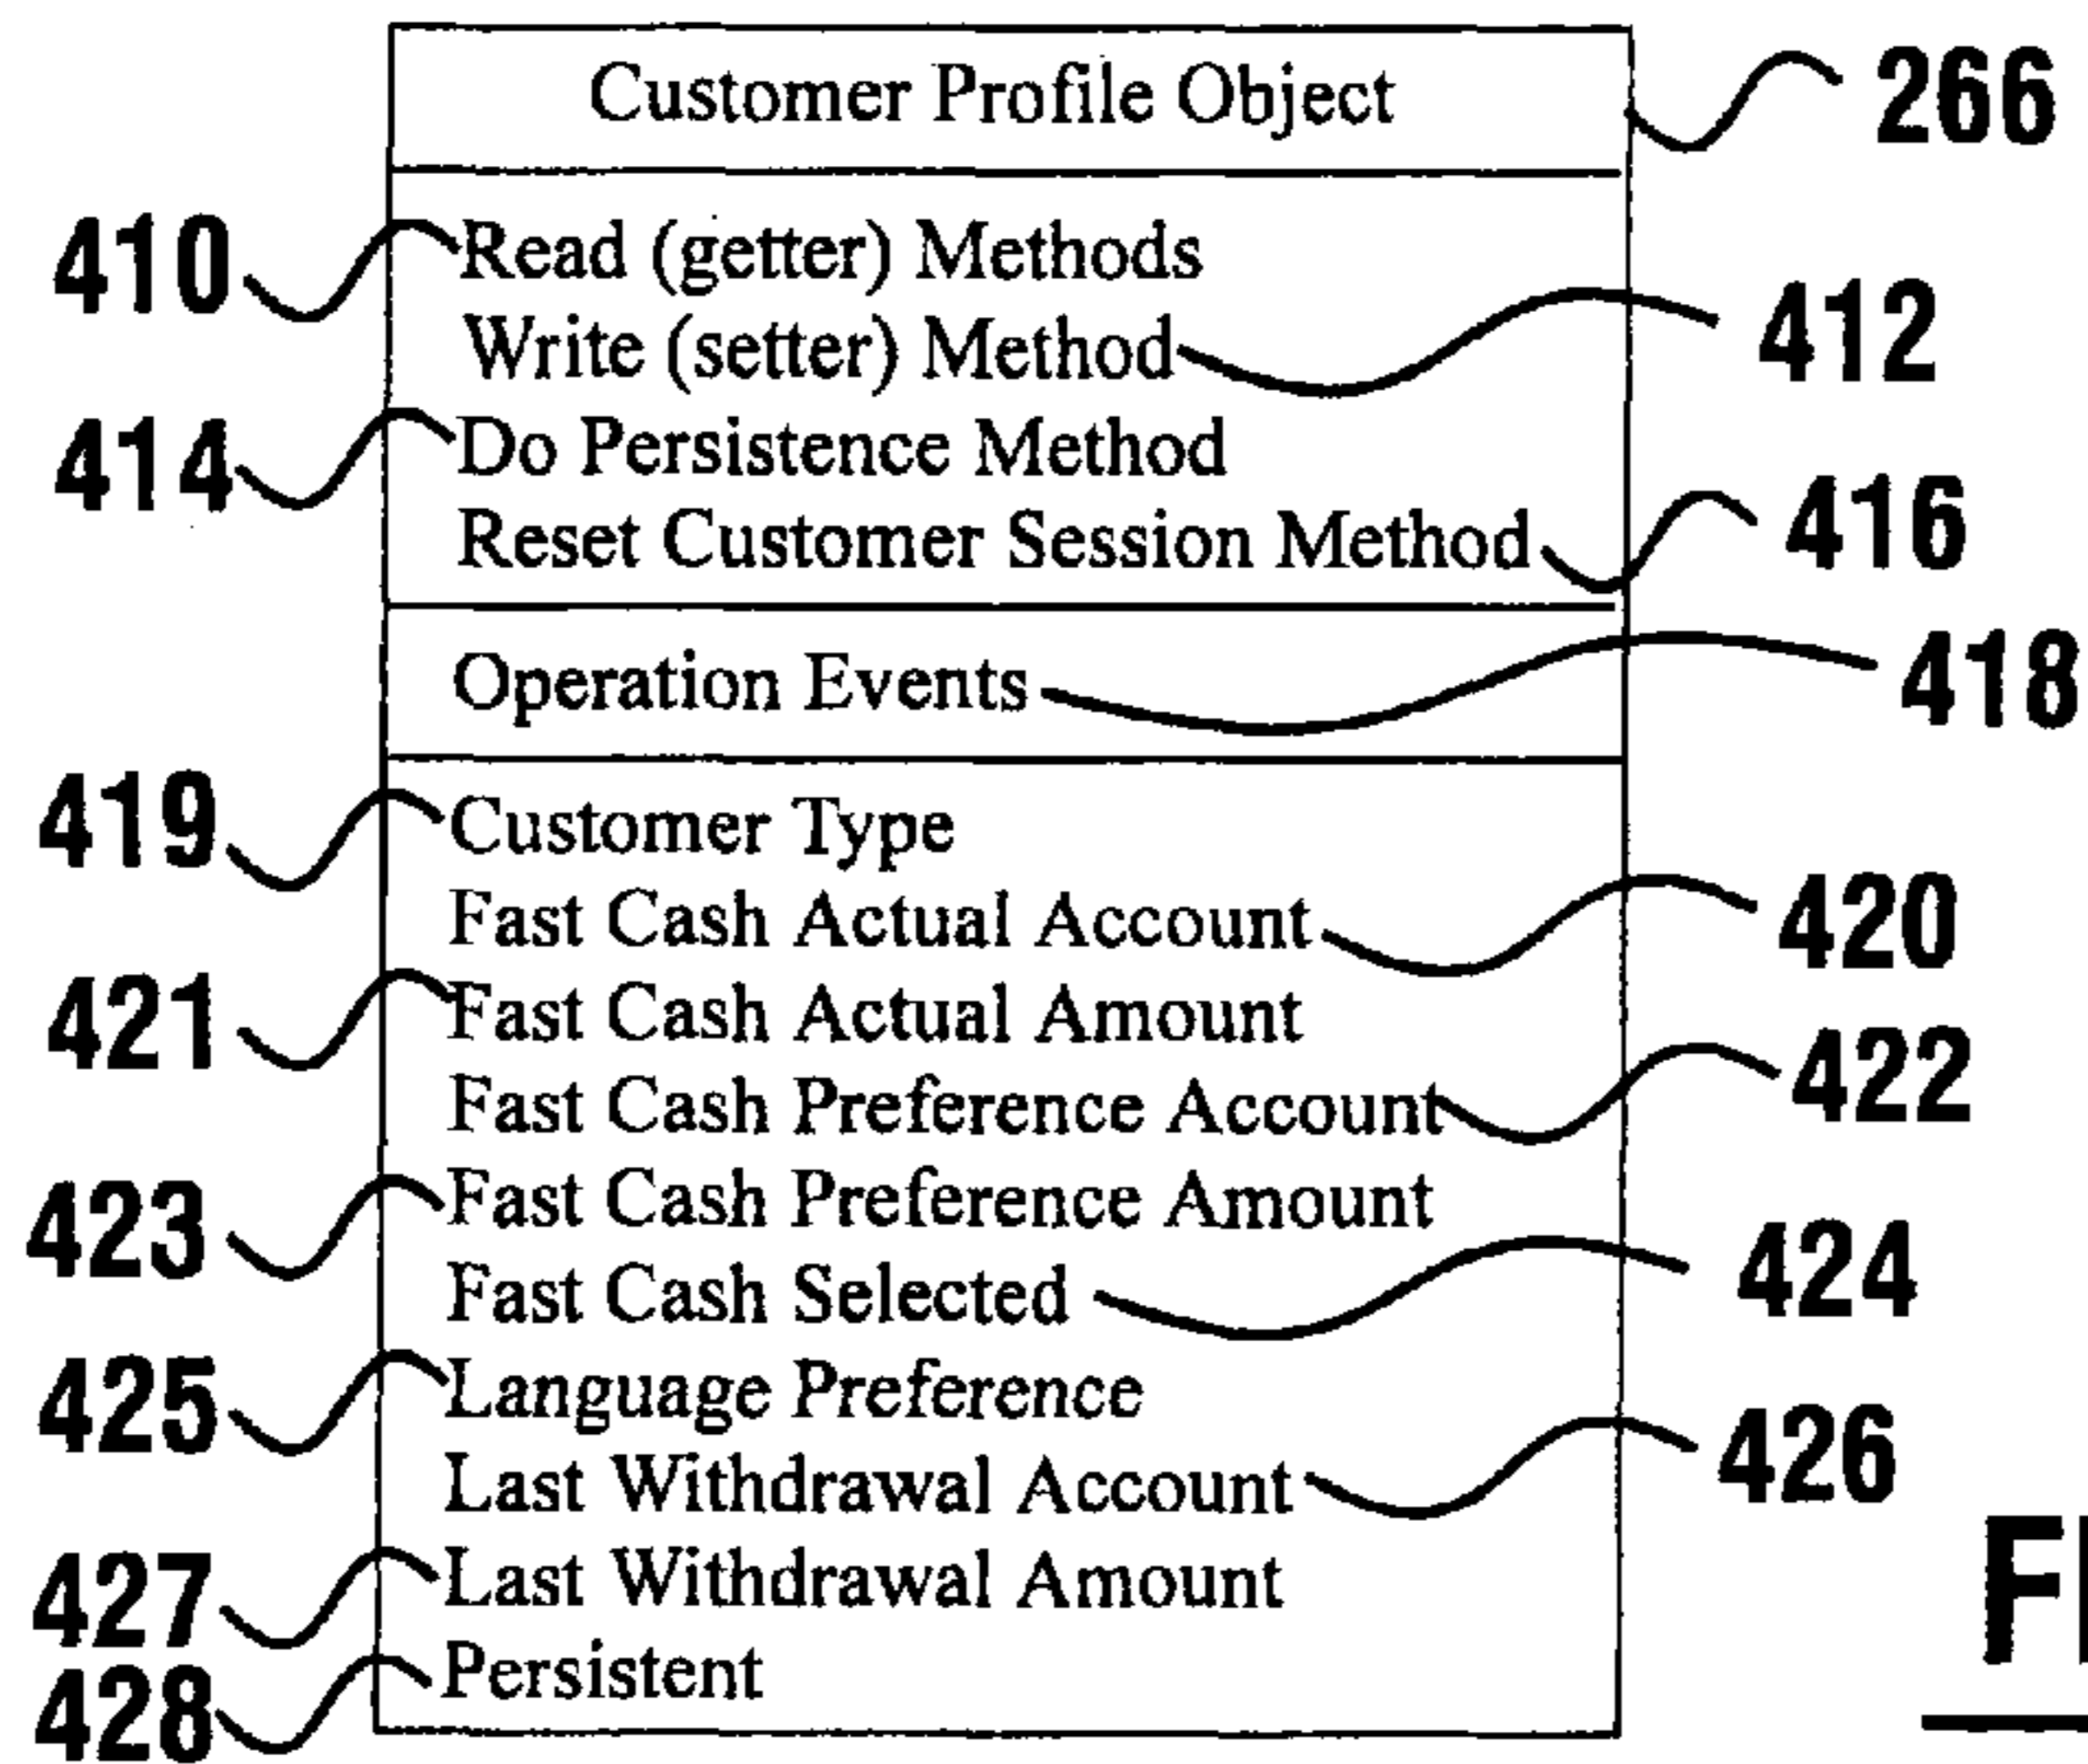 Customer Profile Object 266
410 Read (getter) Methods
Write (setter) Method 412
414 Do Persistence Method
Reset Customer Session Method 416
Operation Events 418
419 Customer Type
Fast Cash Actual Account 420
421 Fast Cash Actual Amount
Fast Cash Preference Account 422
423 Fast Cash Preference Amount
Fast Cash Selected 424
425 Language Preference
Last Withdrawal Account 426
427 Last Withdrawal Amount
428 Persistent